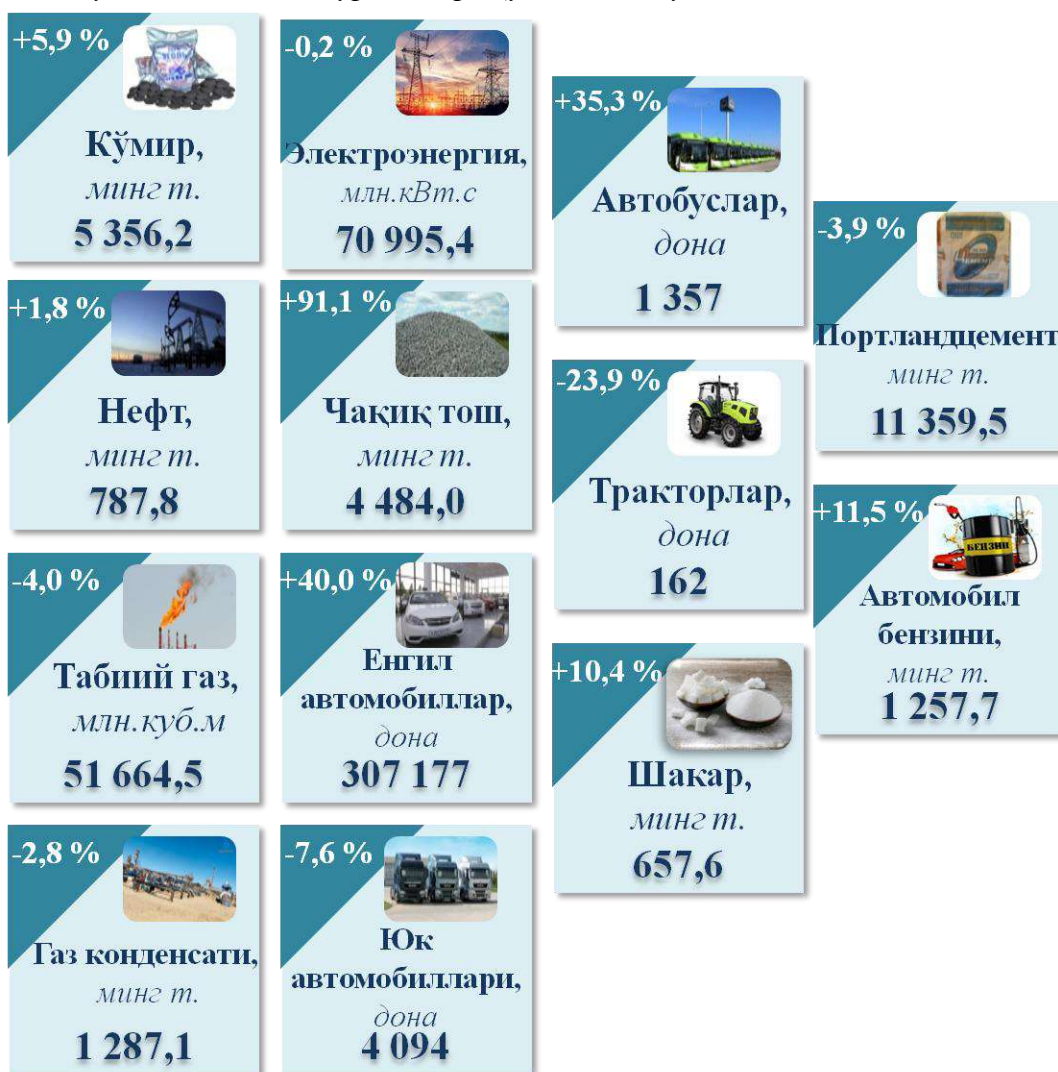 +5,9 %
Кўмир,
минг т.
5 356,2
+1,8 %
Нефт,
минг т.
787,8
-4,0 %
Табиий газ,
млн.куб.м
51 664,5
-2,8 %
Газ конденсати,
минг т.
1 287,1
-0,2 %
Электроэнергия,
млн.кВт.с
70 995,4
+91,1 %
Чақиқ тош,
минг т.
4 484,0
+40,0 %
Енгил
автомобиллар,
дона
307 177
-7,6 %
Юк
автомобиллари,
дона
4 094
+35,3 %
Автобуслар,
дона
1 357
-23,9 %
Тракторлар,
дона
162
+10,4 %
Шакар,
минг т.
657,6
-3,9 %
Портландцемент
минг т.
11 359,5
+11,5 %
БЕНЗИН
Автомобил
бензини,
минг т.
1 257,7